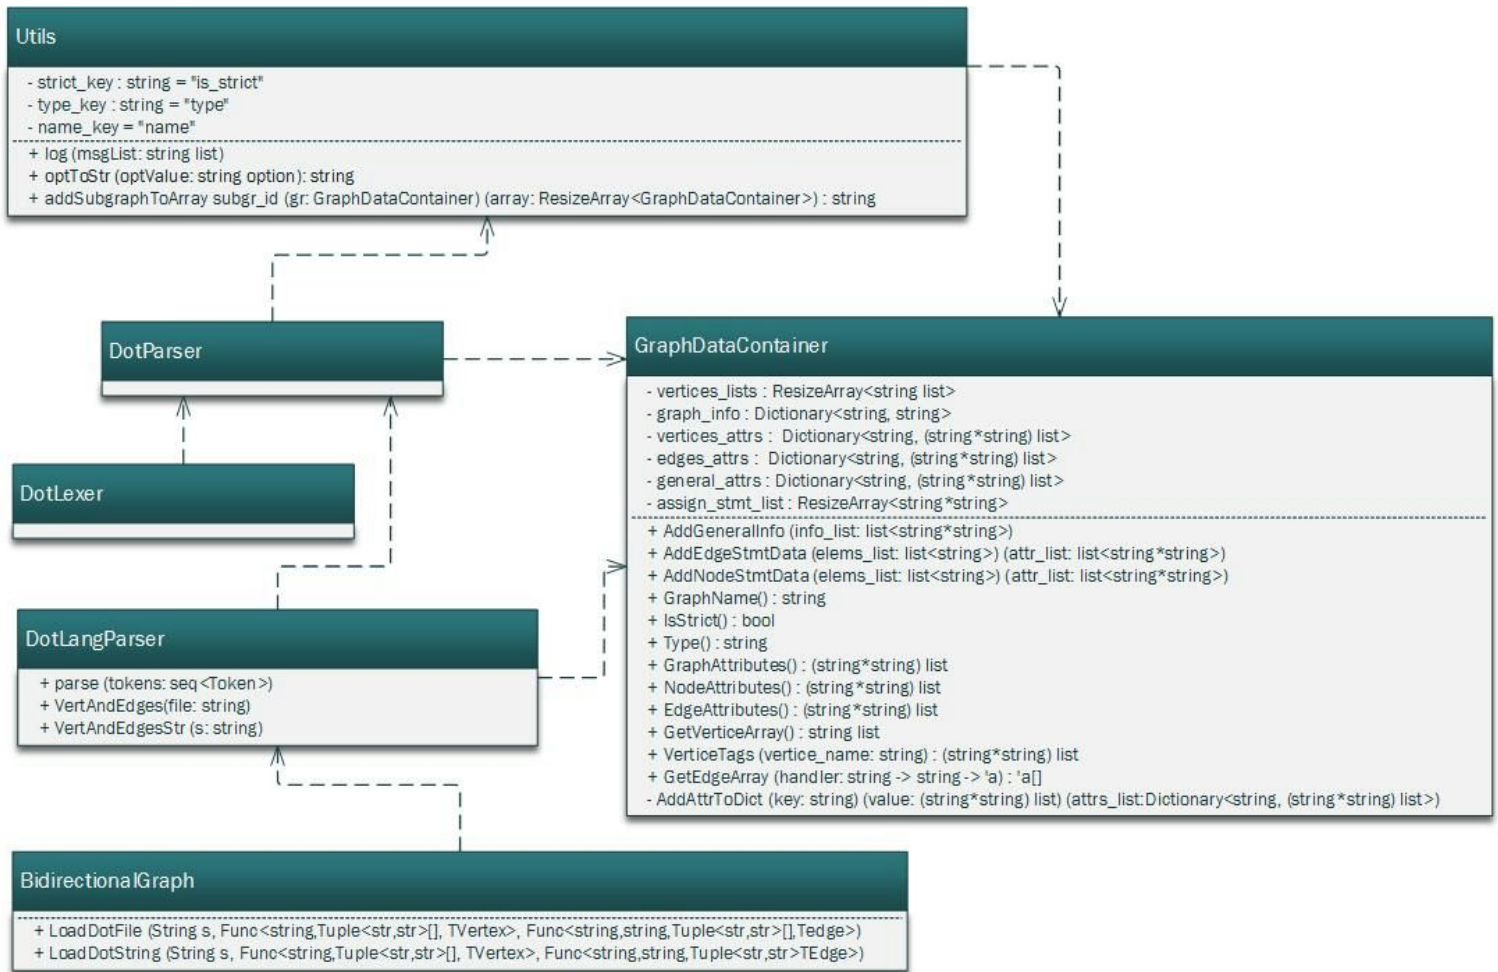 Utils
- strict_key : string = "is_strict"
- type_key : string = "type"
- name_key = "name"
+ log (msgList: string list)
+ optToStr (optValue: string option): string
+ addSubgraphToArray subgr_id (gr: GraphDataContainer) (array: ResizeArray<GraphDataContainer>) : string
DotParser
GraphDataContainer
- vertices_lists : ResizeArray<string list>
- graph_info : Dictionary<string, string>
- vertices_attrs : Dictionary<string, (string*string) list>
- edges_attrs : Dictionary<string, (string*string) list>
- general_attrs : Dictionary<string, (string*string) list>
- assign_stmt_list : ResizeArray<string*string>
+ AddGeneralInfo (info_list: list<string*string>)
+ AddEdgeStmtData (elems_list: list<string>) (attr_list: list<string*string>)
+ AddNodeStmtData (elems_list: list<string>) (attr_list: list<string*string>)
+ GraphName() : string
+ IsStrict() : bool
+ Type() : string
+ GraphAttributes() : (string*string) list
+ NodeAttributes() : (string*string) list
+ EdgeAttributes() : (string*string) list
+ GetVerticeArray() : string list
+ VerticeTags (vertice_name: string) : (string*string) list
+ GetEdgeArray (handler: string -> string -> 'a) : 'a[]
- AddAttrToDict (key: string) (value: (string*string) list) (attrs_list:Dictionary<string, (string*string) list>)
DotLexer
DotLangParser
+ parse (tokens: seq<Token>)
+ VertAndEdges(file: string)
+ VertAndEdgesStr (s: string)
BidirectionalGraph
+ LoadDotFile (String s, Func<string,Tuple<str,str>[], TVertex>, Func<string,string,Tuple<str,str>[],Tedge>)
+ LoadDotString (String s, Func<string,Tuple<str,str>[], TVertex>, Func<string,string,Tuple<str,str>TEdge>)